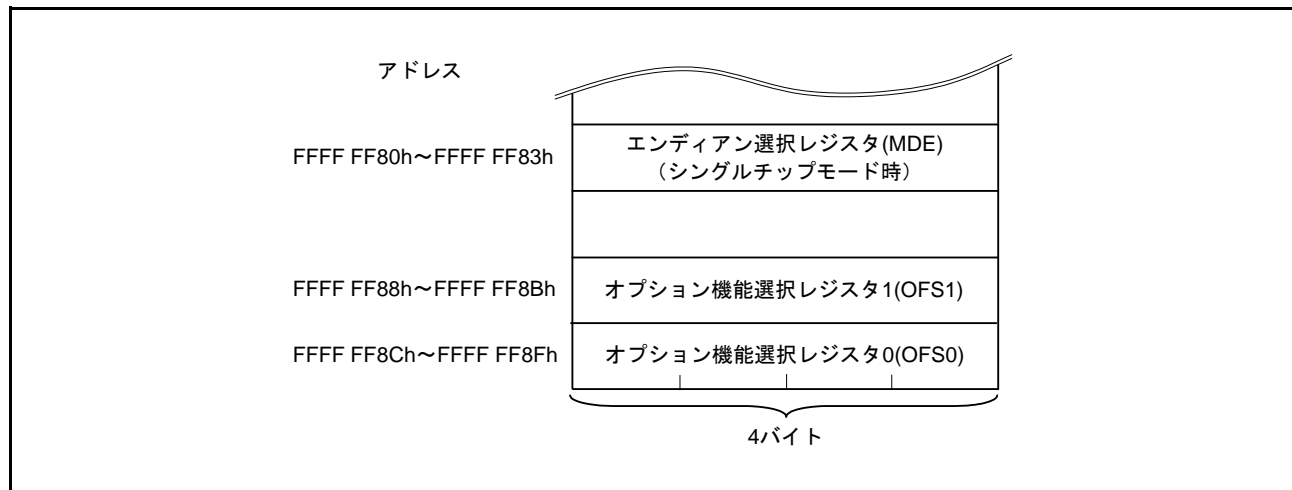 アドレス
FFFF FF80h~FFFF FF83h
エンディアン選択レジスタ(MDE)
(シングルチップモード時)
FFFF FF88h~FFFF FF8Bh
オプション機能選択レジスタ1(OFS1)
FFFF FF8Ch~FFFF FF8Fh
オプション機能選択レジスタ0(OFS0)
4バイト